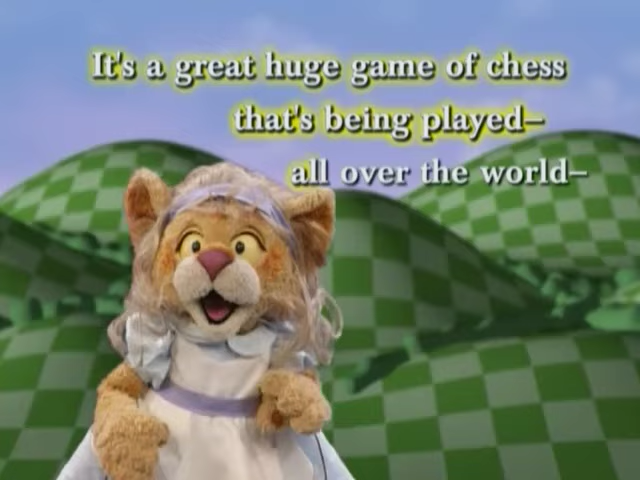 It's a great huge game of chess
that's being played–
all over the world–